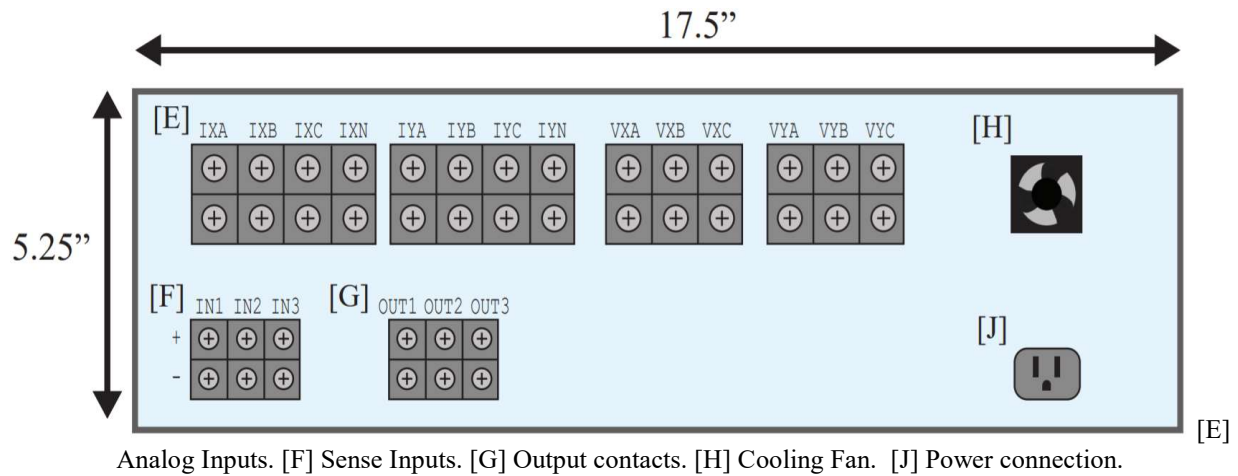 17.5”
[E] IXA IXB IXC IXN IYA IYB IYC IYN VXA VXB VXC VYA VYB VYC [H]
5.25”
[F] IN1 IN2 IN3 [G] OUT1 OUT2 OUT3
+
-
[J]
[E]
Analog Inputs. [F] Sense Inputs. [G] Output contacts. [H] Cooling Fan. [J] Power connection.